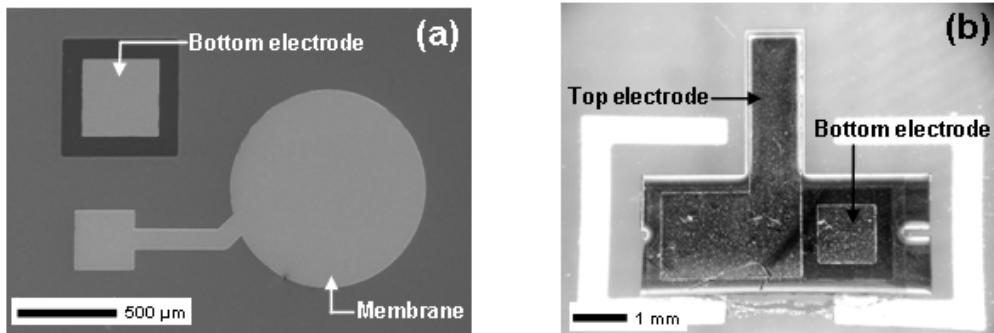 (a)
Bottom electrode
Membrane
500 µm
(b)
Top electrode
Bottom electrode
1 mm